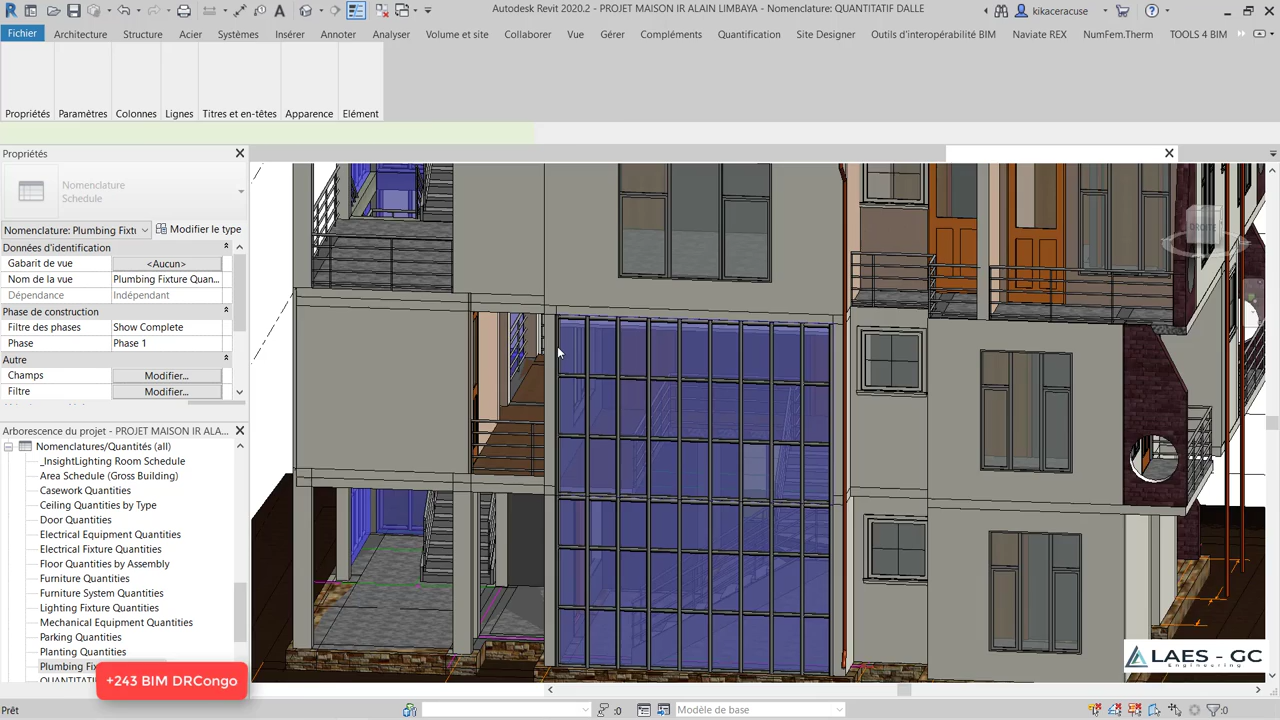 Autodesk Revit 2020.2 - PROJET MAISON IR ALAIN LIMBAYA - Nomenclature: QUANTITATIF DALLE
kikaceracuse
Fichier Architecture Structure Acier Systèmes Insérer Annoter Analyser Volume et site Collaborer Vue Gérer Compléments Quantification Site Designer Outils d'interopérabilité BIM Naviate REX NumFem.Therm TOOLS 4 BIM
Propriétés Paramètres Colonnes Lignes Titres et en-têtes Apparence Elément
Propriétés
Nomenclature
Schedule
Nomenclature: Plumbing Fixtu
Modifier le type
Données d'identification
Gabarit de vue <Aucun>
Nom de la vue Plumbing Fixture Quan...
Dépendance Indépendant
Phase de construction
Filtre des phases Show Complete
Phase Phase 1
Autre
Champs Modifier...
Filtre Modifier...
Arborescence du projet - PROJET MAISON IR ALA...
Nomenclatures/Quantités (all)
_InsightLighting Room Schedule
Area Schedule (Gross Building)
Casework Quantities
Ceiling Quantities by Type
Door Quantities
Electrical Equipment Quantities
Electrical Fixture Quantities
Floor Quantities by Assembly
Furniture Quantities
Furniture System Quantities
Lighting Fixture Quantities
Mechanical Equipment Quantities
Parking Quantities
Planting Quantities
Plumbing Fix
+243 BIM DRCongo
DROITE
LAES - GC
Engineering
Prêt
:0
Modèle de base
:0